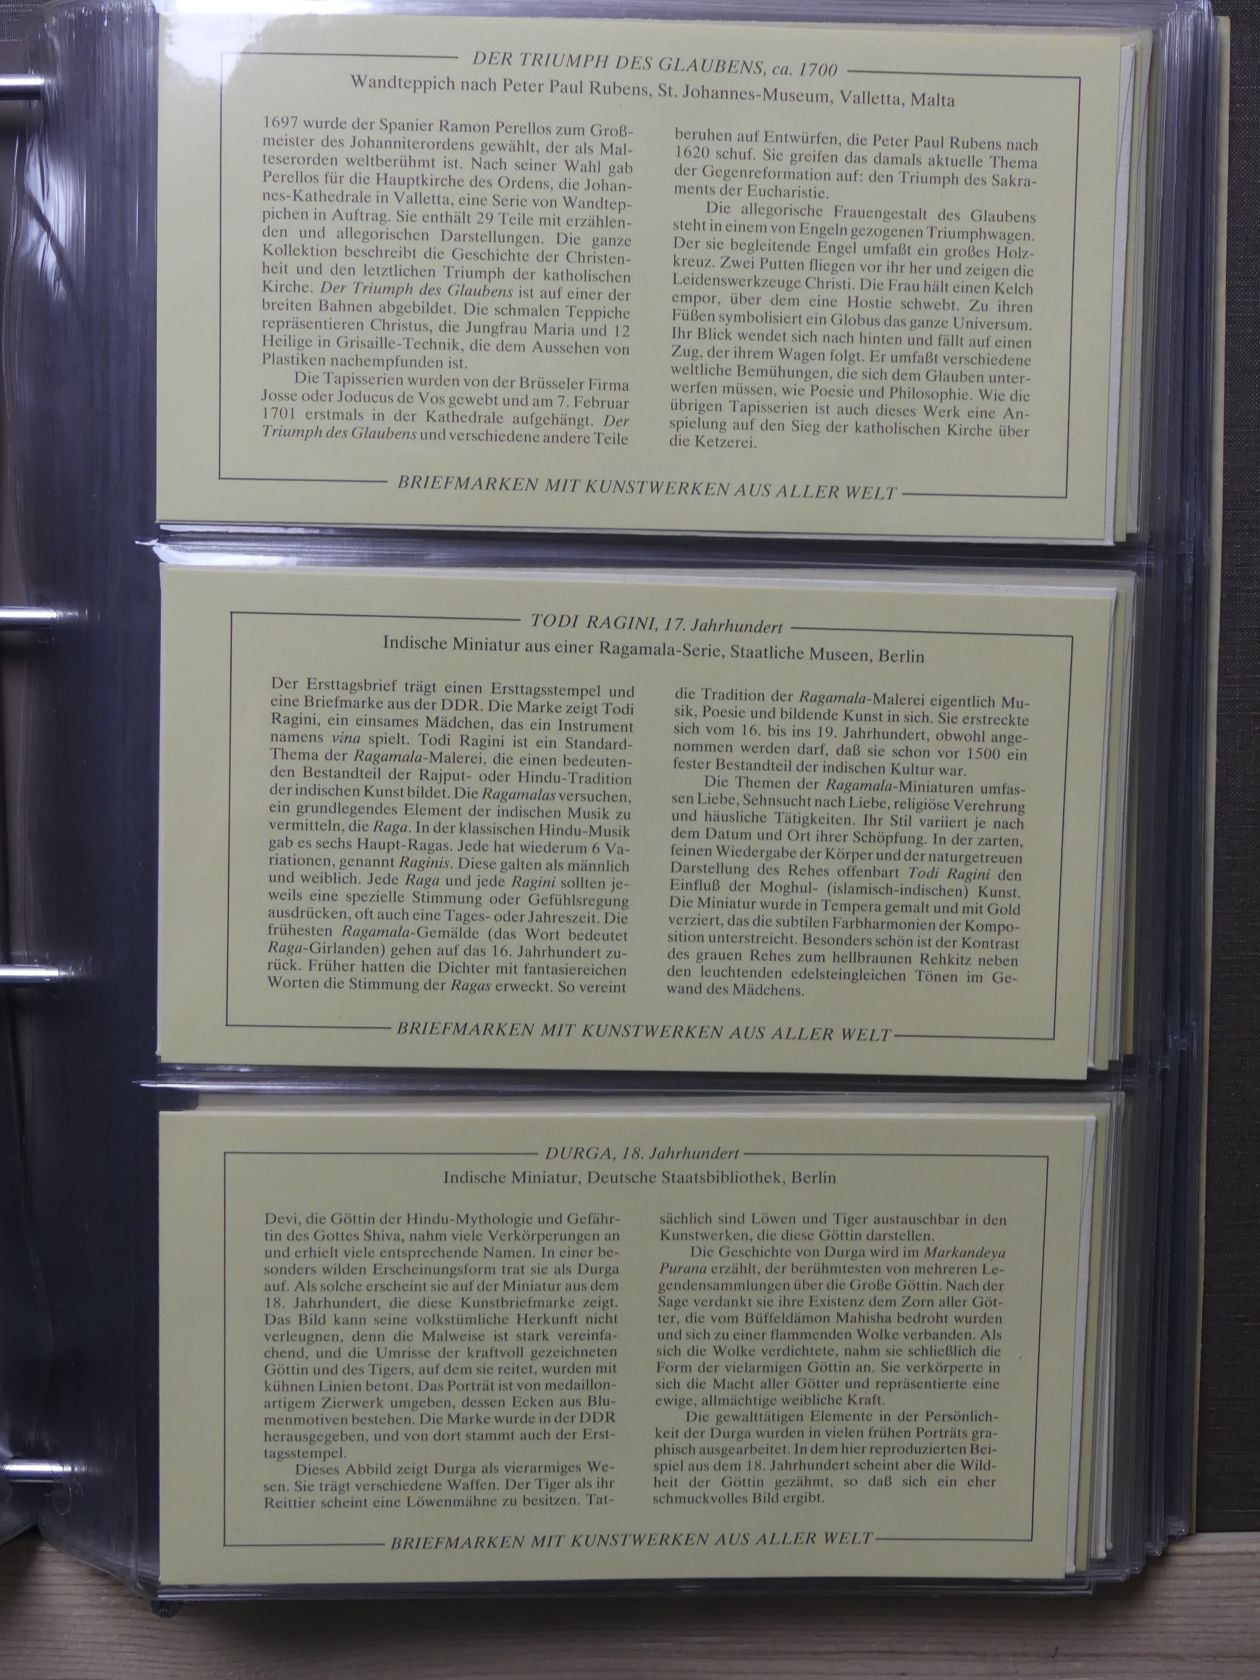 DER TRIUMPH DES GLAUBENS, ca. 1700
Wandteppich nach Peter Paul Rubens, St. Johannes-Museum, Valletta, Malta
1697 wurde der Spanier Ramon Perellos zum Groß-
meister des Johanniterordens gewählt, der als Mal-
teserorden weltberühmt ist. Nach seiner Wahl gab
Perellos für die Hauptkirche des Ordens, die Johan-
nes-Kathedrale in Valletta, eine Serie von Wandtep-
pichen in Auftrag. Sie enthält 29 Teile mit erzählen-
den und allegorischen Darstellungen. Die ganze
Kollektion beschreibt die Geschichte der Christen-
heit und den letztlichen Triumph der katholischen
Kirche. Der Triumph des Glaubens ist auf einer der
breiten Bahnen abgebildet. Die schmalen Teppiche
repräsentieren Christus, die Jungfrau Maria und 12
Heilige in Grisaille-Technik, die dem Aussehen von
Plastiken nachempfunden ist.
Die Tapisserien wurden von der Brüsseler Firma
Josse oder Joducus de Vos gewebt und am 7. Februar
1701 erstmals in der Kathedrale aufgehängt. Der
Triumph des Glaubens und verschiedene andere Teile
beruhen auf Entwürfen, die Peter Paul Rubens nach
1620 schuf. Sie greifen das damals aktuelle Thema
der Gegenreformation auf: den Triumph des Sakra-
ments der Eucharistie.
Die allegorische Frauengestalt des Glaubens
steht in einem von Engeln gezogenen Triumphwagen.
Der sie begleitende Engel umfaßt ein großes Holz-
kreuz. Zwei Putten fliegen vor ihr her und zeigen die
Leidenswerkzeuge Christi. Die Frau hält einen Kelch
empor, über dem eine Hostie schwebt. Zu ihren
Füßen symbolisiert ein Globus das ganze Universum.
Ihr Blick wendet sich nach hinten und fällt auf einen
Zug, der ihrem Wagen folgt. Er umfaßt verschiedene
weltliche Bemühungen, die sich dem Glauben unter-
werfen müssen, wie Poesie und Philosophie. Wie die
übrigen Tapisserien ist auch dieses Werk eine An-
spielung auf den Sieg der katholischen Kirche über
die Ketzerei.
BRIEFMARKEN MIT KUNSTWERKEN AUS ALLER WELT
TODI RAGINI, 17. Jahrhundert
Indische Miniatur aus einer Ragamala-Serie, Staatliche Museen, Berlin
Der Ersttagsbrief trägt einen Ersttagsstempel und
eine Briefmarke aus der DDR. Die Marke zeigt Todi
Ragini, ein einsames Mädchen, das ein Instrument
namens vina spielt. Todi Ragini ist ein Standard-
Thema der Ragamala-Malerei, die einen bedeuten-
den Bestandteil der Rajput- oder Hindu-Tradition
der indischen Kunst bildet. Die Ragamalas versuchen,
ein grundlegendes Element der indischen Musik zu
vermitteln, die Raga. In der klassischen Hindu-Musik
gab es sechs Haupt-Ragas. Jede hat wiederum 6 Va-
riationen, genannt Raginis. Diese galten als männlich
und weiblich. Jede Raga und jede Ragini sollten je-
weils eine spezielle Stimmung oder Gefühlsregung
ausdrücken, oft auch eine Tages- oder Jahreszeit. Die
frühesten Ragamala-Gemälde (das Wort bedeutet
Raga-Girlanden) gehen auf das 16. Jahrhundert zu-
rück. Früher hatten die Dichter mit fantasiereichen
Worten die Stimmung der Ragas erweckt. So vereint
die Tradition der Ragamala-Malerei eigentlich Mu-
sik, Poesie und bildende Kunst in sich. Sie erstreckte
sich vom 16. bis ins 19. Jahrhundert, obwohl ange-
nommen werden darf, daß sie schon vor 1500 ein
fester Bestandteil der indischen Kultur war.
Die Themen der Ragamala-Miniaturen umfas-
sen Liebe, Sehnsucht nach Liebe, religiöse Verehrung
und häusliche Tätigkeiten. Ihr Stil variiert je nach
dem Datum und Ort ihrer Schöpfung. In der zarten,
feinen Wiedergabe der Körper und der naturgetreuen
Darstellung des Rehes offenbart Todi Ragini den
Einfluß der Moghul- (islamisch-indischen) Kunst.
Die Miniatur wurde in Tempera gemalt und mit Gold
verziert, das die subtilen Farbharmonien der Kompo-
sition unterstreicht. Besonders schön ist der Kontrast
des grauen Rehes zum hellbraunen Rehkitz neben
den leuchtenden edelsteingleichen Tönen im Ge-
wand des Mädchens.
BRIEFMARKEN MIT KUNSTWERKEN AUS ALLER WELT
DURGA, 18. Jahrhundert
Indische Miniatur, Deutsche Staatsbibliothek, Berlin
Devi, die Göttin der Hindu-Mythologie und Gefähr-
tin des Gottes Shiva, nahm viele Verkörperungen an
und erhielt viele entsprechende Namen. In einer be-
sonders wilden Erscheinungsform trat sie als Durga
auf. Als solche erscheint sie auf der Miniatur aus dem
18. Jahrhundert, die diese Kunstbriefmarke zeigt.
Das Bild kann seine volkstümliche Herkunft nicht
verleugnen, denn die Malweise ist stark vereinfa-
chend, und die Umrisse der kraftvoll gezeichneten
Göttin und des Tigers, auf dem sie reitet, wurden mit
kühnen Linien betont. Das Porträt ist von medaillon-
artigem Zierwerk umgeben, dessen Ecken aus Blu-
menmotiven bestehen. Die Marke wurde in der DDR
herausgegeben, und von dort stammt auch der Erst-
tagsstempel.
Dieses Abbild zeigt Durga als vierarmiges We-
sen. Sie trägt verschiedene Waffen. Der Tiger als ihr
Reittier scheint eine Löwenmähne zu besitzen. Tat-
sächlich sind Löwen und Tiger austauschbar in den
Kunstwerken, die diese Göttin darstellen.
Die Geschichte von Durga wird im Markandeya
Purana erzählt, der berühmtesten von mehreren Le-
gendensammlungen über die Große Göttin. Nach der
Sage verdankt sie ihre Existenz dem Zorn aller Göt-
ter, die vom Büffeldämon Mahisha bedroht wurden
und sich zu einer flammenden Wolke verbanden. Als
sich die Wolke verdichtete, nahm sie schließlich die
Form der vielarmigen Göttin an. Sie verkörperte in
sich die Macht aller Götter und repräsentierte eine
ewige, allmächtige weibliche Kraft.
Die gewalttätigen Elemente in der Persönlich-
keit der Durga wurden in vielen frühen Porträts gra-
phisch ausgearbeitet. In dem hier reproduzierten Bei-
spiel aus dem 18. Jahrhundert scheint aber die Wild-
heit der Göttin gezähmt, so daß sich ein eher
schmuckvolles Bild ergibt.
BRIEFMARKEN MIT KUNSTWERKEN AUS ALLER WELT